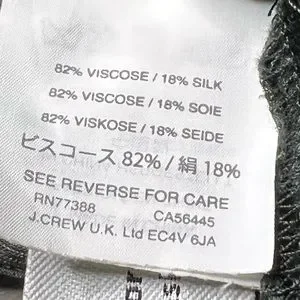 82% VISCOSE / 18% SILK
82% VISCOSE / 18% SOIE
82% VISKOSE / 18% SEIDE
ビスコース 82% / 絹 18%
SEE REVERSE FOR CARE
RN77388 CA56445
J.CREW U.K. Ltd EC4V 6JA